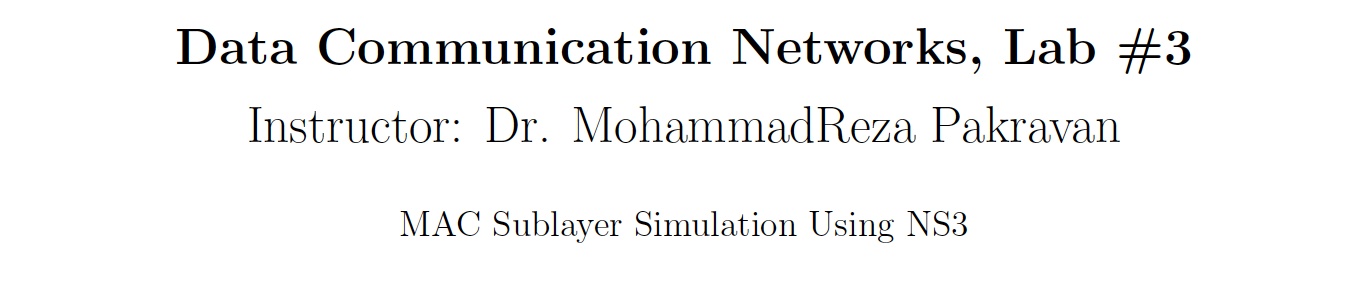 Data Communication Networks, Lab #3
Instructor: Dr. MohammadReza Pakravan
MAC Sublayer Simulation Using NS3